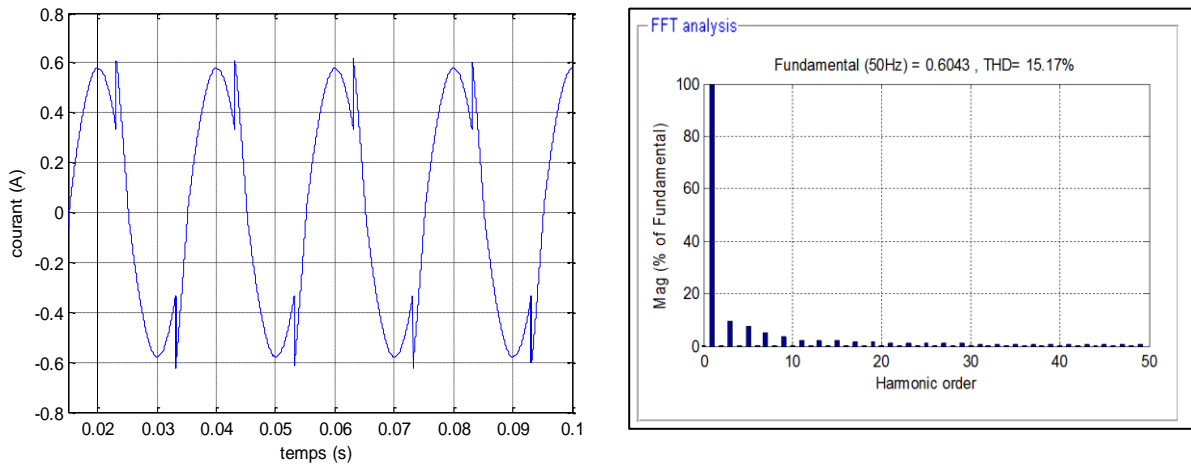 0.8
0.6
0.4
0.2
0
-0.2
-0.4
-0.6
-0.8
courant (A)
0.02 0.03 0.04 0.05 0.06 0.07 0.08 0.09 0.1
temps (s)
FFT analysis
Fundamental (50Hz) = 0.6043 , THD= 15.17%
100
80
60
40
20
0
Mag (% of Fundamental)
0 10 20 30 40 50
Harmonic order